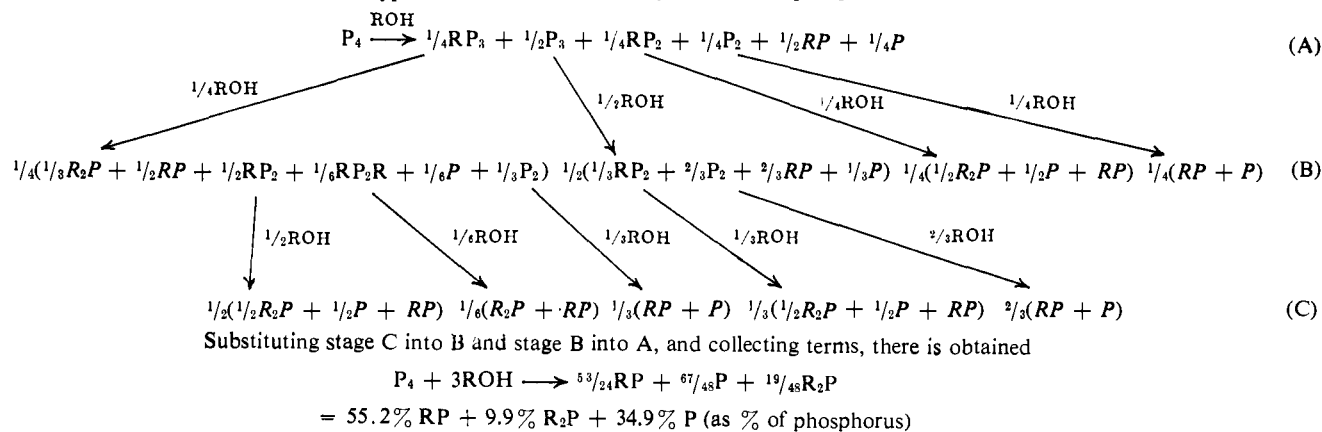 ROH
P₄ ⟶ ¹/₄RP₃ + ¹/₂P₃ + ¹/₄RP₂ + ¹/₄P₂ + ¹/₂RP + ¹/₄P (A)
¹/₄ROH ¹/₂ROH ¹/₄ROH ¹/₄ROH
¹/₄(¹/₃R₂P + ¹/₂RP + ¹/₂RP₂ + ¹/₆RP₂R + ¹/₆P + ¹/₃P₂) ¹/₂(¹/₃RP₂ + ²/₃P₂ + ²/₃RP + ¹/₃P) ¹/₄(¹/₂R₂P + ¹/₂P + RP) ¹/₄(RP + P) (B)
¹/₂ROH ¹/₆ROH ¹/₃ROH ¹/₃ROH ²/₃ROH
¹/₂(¹/₂R₂P + ¹/₂P + RP) ¹/₆(R₂P + RP) ¹/₃(RP + P) ¹/₃(¹/₂R₂P + ¹/₂P + RP) ²/₃(RP + P) (C)
Substituting stage C into B and stage B into A, and collecting terms, there is obtained
P₄ + 3ROH ⟶ ⁵³/₂₄RP + ⁶⁷/₄₈P + ¹⁹/₄₈R₂P
= 55.2% RP + 9.9% R₂P + 34.9% P (as % of phosphorus)